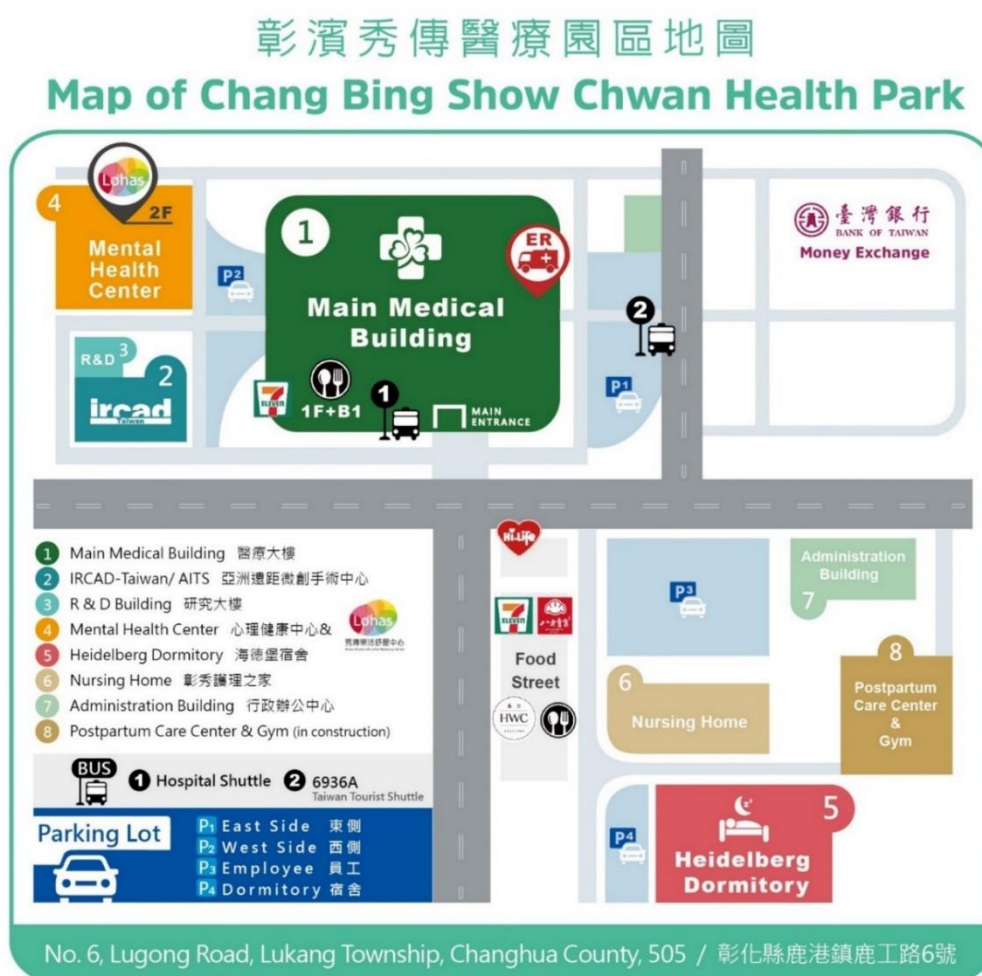 彰濱秀傳醫療園區地圖
Map of Chang Bing Show Chwan Health Park
4
Lohas
2F
Mental
Health
Center
P2
1
ER
Main Medical
Building
7
ELEVEN
1F+B1
1
MAIN
ENTRANCE
2
P1
臺灣銀行
BANK OF TAIWAN
Money Exchange
R&D
3
2
ircad
Taiwan
1 Main Medical Building 醫療大樓
2 IRCAD-Taiwan/ AITS 亞洲遠距微創手術中心
3 R & D Building 研究大樓
4 Mental Health Center 心理健康中心&
Lohas
5 Heidelberg Dormitory 海德堡宿舍
6 Nursing Home 彰秀護理之家
7 Administration Building 行政辦公中心
8 Postpartum Care Center & Gym (in construction)
BUS
1 Hospital Shuttle 2 6936A
Taiwan Tourist Shuttle
Parking Lot
P1 East Side 東側
P2 West Side 西側
P3 Employee 員工
P4 Dormitory 宿舍
Hi-Life
7
ELEVEN
Food
Street
HWC
P3
Administration
Building
7
6
Nursing Home
8
Postpartum
Care Center
&
Gym
P4
5
Heidelberg
Dormitory
No. 6, Lugong Road, Lukang Township, Changhua County, 505 / 彰化縣鹿港鎮鹿工路6號